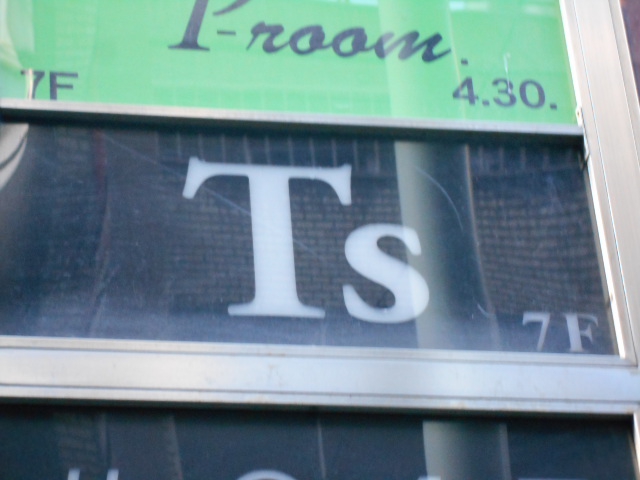 -room.
7F 4.30.
Ts
7F